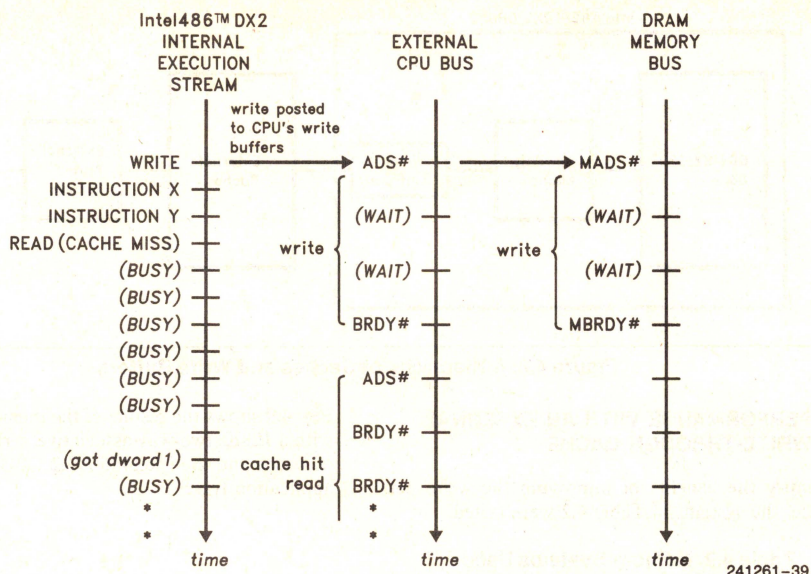 Intel486™ DX2
INTERNAL
EXECUTION
STREAM
EXTERNAL
CPU BUS
DRAM
MEMORY
BUS
write posted
to CPU's write
buffers
WRITE
ADS#
MADS#
INSTRUCTION X
INSTRUCTION Y
(WAIT)
(WAIT)
READ (CACHE MISS)
write
write
(BUSY)
(WAIT)
(WAIT)
(BUSY)
(BUSY)
BRDY#
MBRDY#
(BUSY)
(BUSY)
ADS#
(BUSY)
BRDY#
(got dword1)
cache hit
read
(BUSY)
BRDY#
*
*
*
*
time
time
time
241261-39